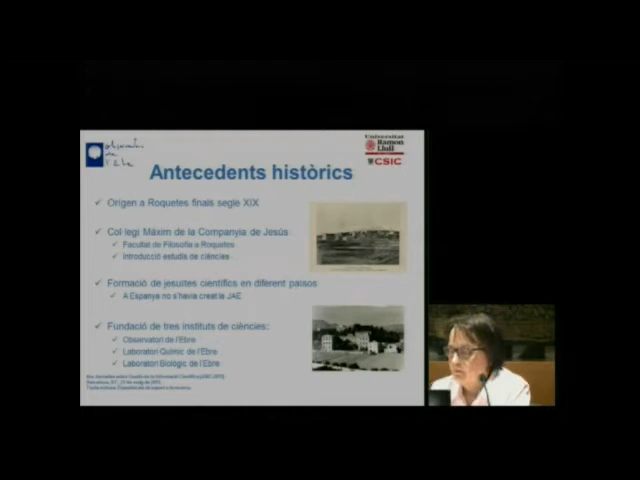 Observatori
de
l'Ebre
Universitat
Ramon
Llull
CSIC
Antecedents històrics
Origen a Roquetes finals segle XIX
Col·legi Màxim de la Companyia de Jesús
Facultat de Filosofia a Roquetes
Introducció estudis de ciències
Formació de jesuïtes científics en diferent països
A Espanya no s'havia creat la JAE
Fundació de tres instituts de ciències:
Observatori de l'Ebre
Laboratori Químic de l'Ebre
Laboratori Biològic de l'Ebre